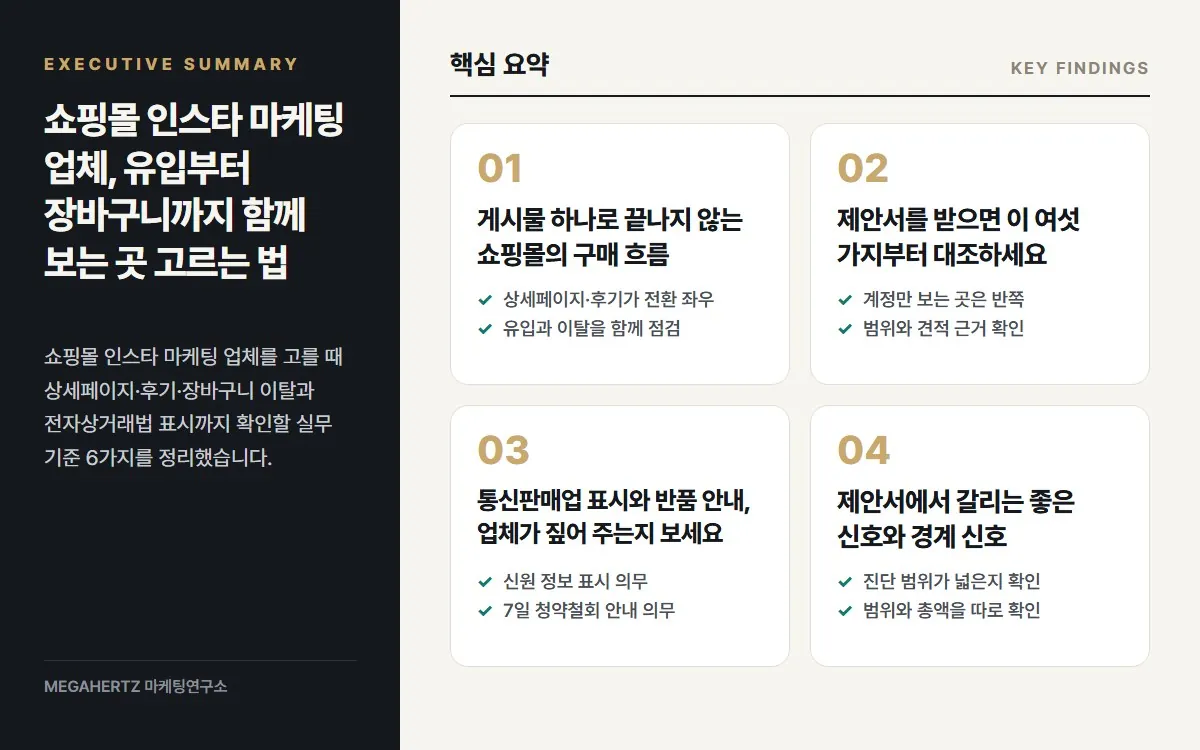 EXECUTIVE SUMMARY
쇼핑몰 인스타 마케팅
업체, 유입부터
장바구니까지 함께
보는 곳 고르는 법
쇼핑몰 인스타 마케팅 업체를 고를 때
상세페이지·후기·장바구니 이탈과
전자상거래법 표시까지 확인할 실무
기준 6가지를 정리했습니다.
MEGAHERTZ 마케팅연구소
핵심 요약
KEY FINDINGS
01
게시물 하나로 끝나지 않는
쇼핑몰의 구매 흐름
상세페이지·후기가 전환 좌우
유입과 이탈을 함께 점검
02
제안서를 받으면 이 여섯
가지부터 대조하세요
계정만 보는 곳은 반쪽
범위와 견적 근거 확인
03
통신판매업 표시와 반품 안내,
업체가 짚어 주는지 보세요
신원 정보 표시 의무
7일 청약철회 안내 의무
04
제안서에서 갈리는 좋은
신호와 경계 신호
진단 범위가 넓은지 확인
범위와 총액을 따로 확인